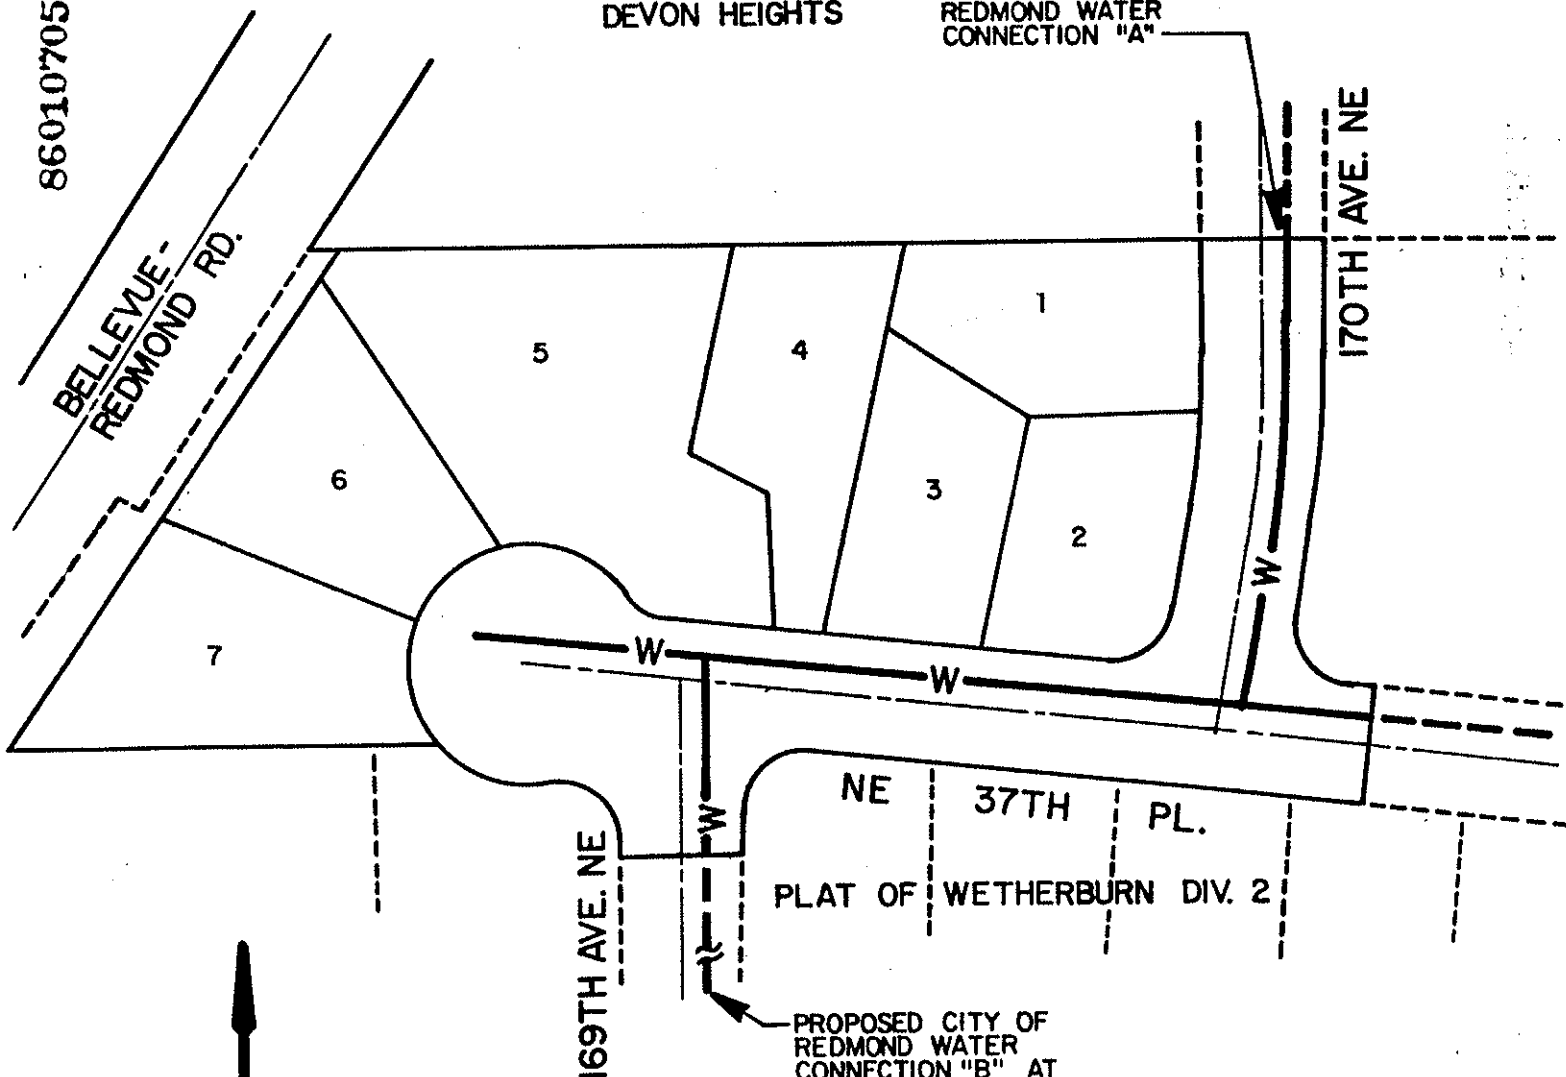 86010705
DEVON HEIGHTS
REDMOND WATER
CONNECTION "A"
170TH AVE. NE
BELLEVUE -
REDMOND RD.
1
5
4
6
3
2
7
W
W
W
W
NE 37TH PL.
169TH AVE. NE
PLAT OF WETHERBURN DIV. 2
PROPOSED CITY OF
REDMOND WATER
CONNECTION "B" AT